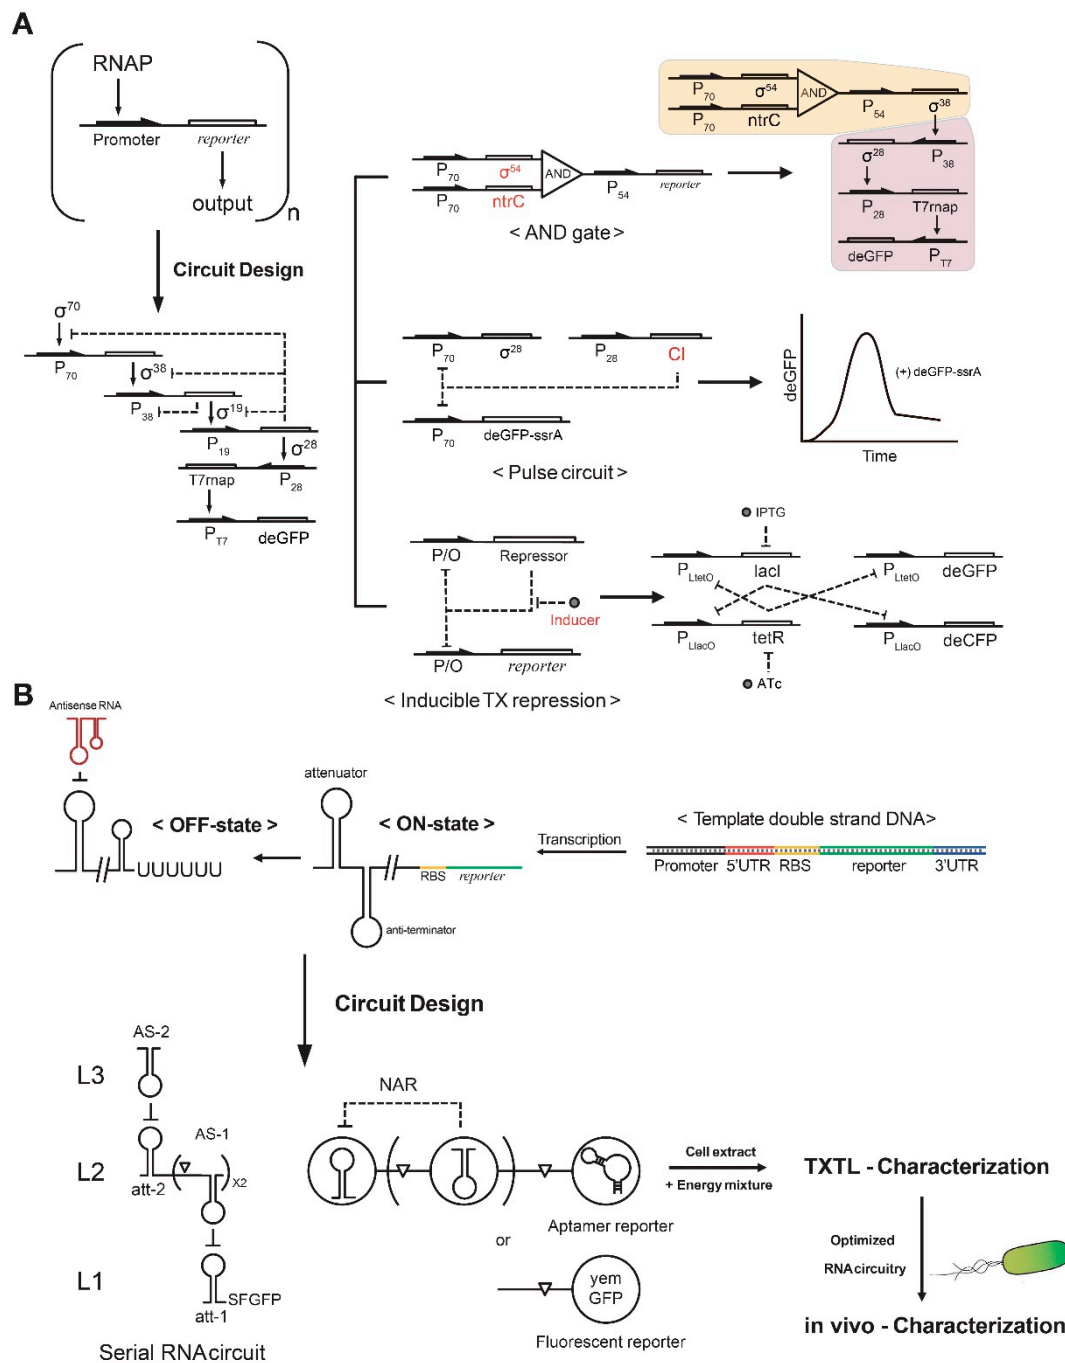 A
RNAP
Promoter reporter
output
n
Circuit Design
σ70
P70
σ38
P38
σ19
P19
σ28
T7rnap P28
PT7 deGFP
P70 σ54
P70 ntrC
AND
P54 reporter
< AND gate >
P70 σ54
P70 ntrC
AND
P54 σ38
σ28 P38
P28 T7rnap
deGFP PT7
P70 σ28
P28 CI
P70 deGFP-ssrA
< Pulse circuit >
deGFP
(+) deGFP-ssrA
Time
P/O Repressor
Inducer
P/O reporter
< Inducible TX repression >
IPTG
PLtetO lacI
PLtetO deGFP
PLlacO tetR
PLlacO deCFP
ATc
B
Antisense RNA
< OFF-state >
UUUUUU
attenuator
< ON-state >
RBS reporter
anti-terminator
Transcription
< Template double strand DNA>
Promoter 5'UTR RBS reporter 3'UTR
Circuit Design
AS-2
L3
AS-1
L2
att-2
X2
L1
SFGFP
att-1
Serial RNA circuit
NAR
Aptamer reporter
or
yem
GFP
Fluorescent reporter
Cell extract
+ Energy mixture
TXTL - Characterization
Optimized
RNA circuitry
in vivo - Characterization